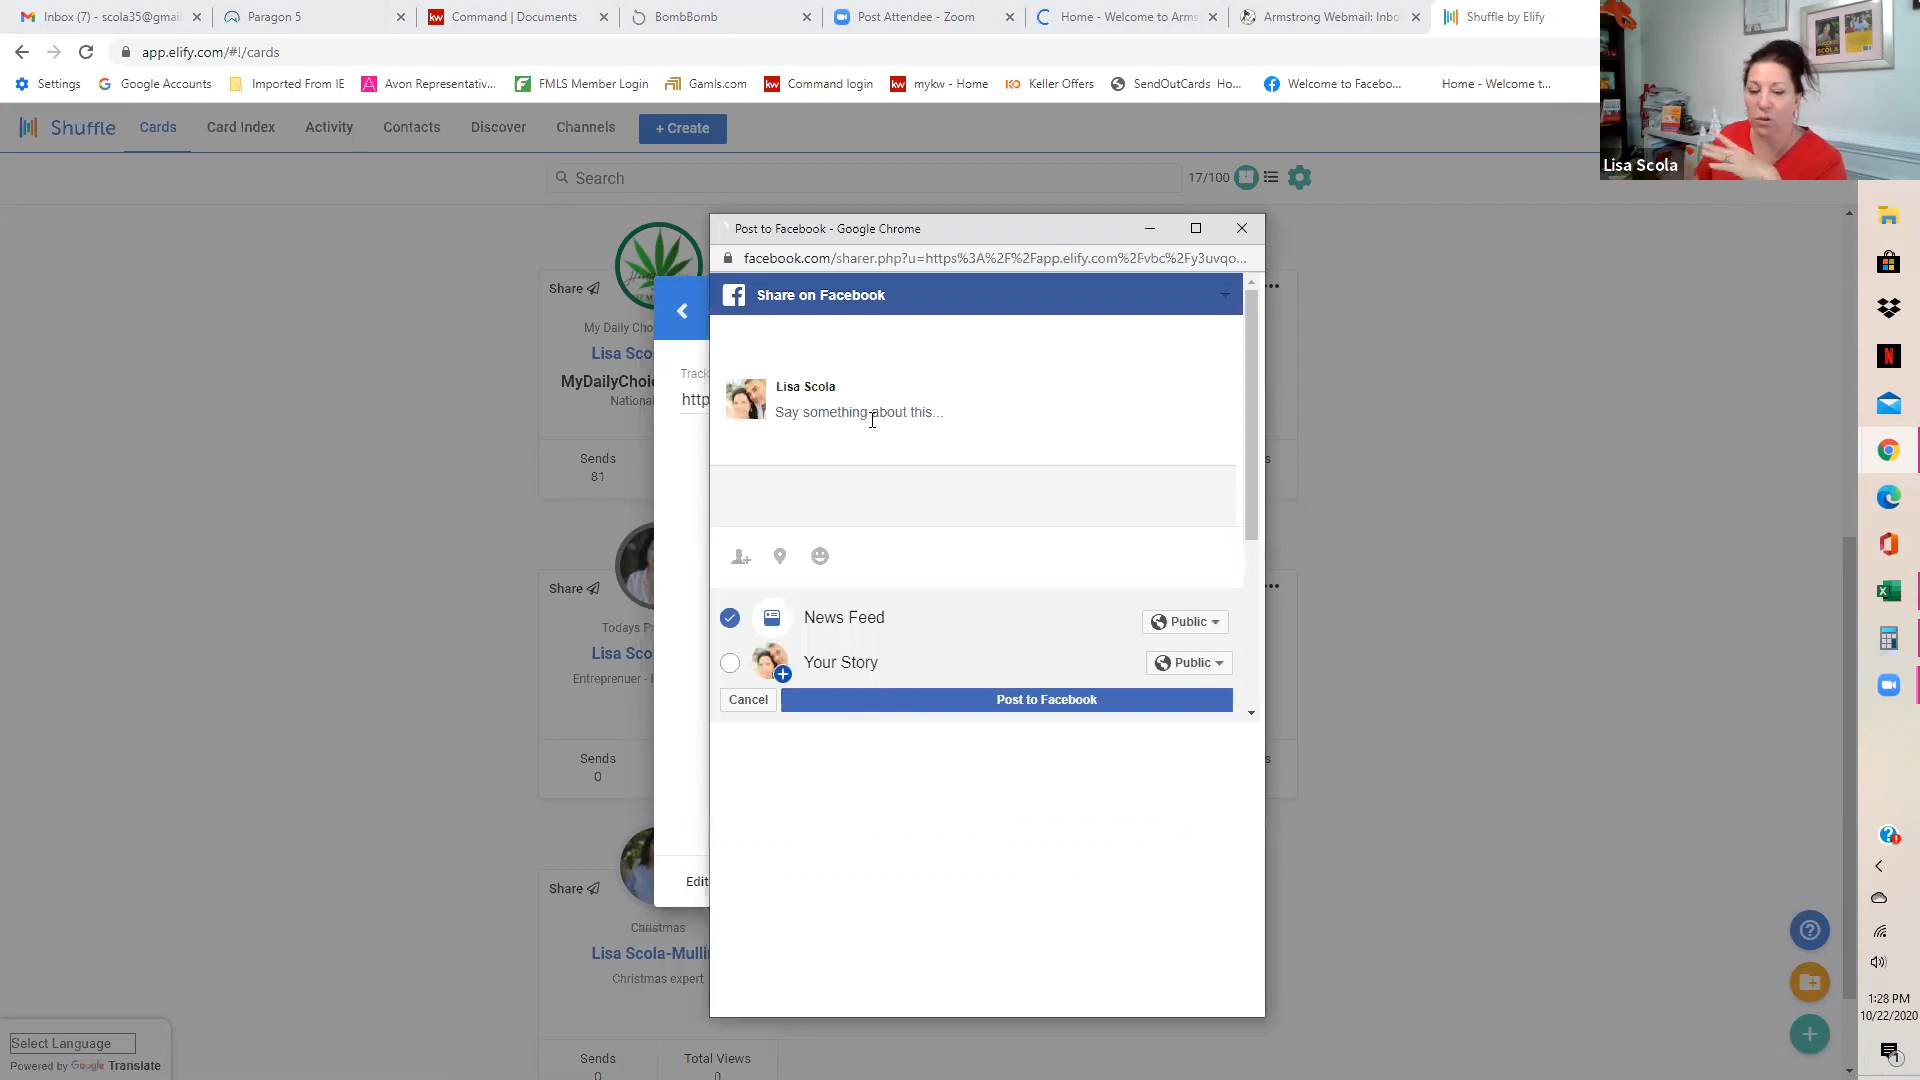 Inbox (7) - scola35@gmai
Paragon 5
Command | Documents
BombBomb
Post Attendee - Zoom
Home - Welcome to Arms
Armstrong Webmail: Inbo
Shuffle by Elify
app.elify.com/#!/cards
Settings
Google Accounts
Imported From IE
Avon Representativ...
FMLS Member Login
Gamls.com
Command login
mykw - Home
Keller Offers
SendOutCards Ho...
Welcome to Facebo...
Home - Welcome t...
Lisa Scola
Shuffle
Cards
Card Index
Activity
Contacts
Discover
Channels
+ Create
Search
17/100
Post to Facebook - Google Chrome
facebook.com/sharer.php?u=https%3A%2F%2Fapp.elify.com%2Fvbc%2Fy3uvqo...
Share on Facebook
Share
My Daily Cho
Lisa Sco
MyDailyChoi
National
Track
http
Lisa Scola
Say something about this...
Sends
81
Share
Todays P
Lisa Sco
Entreprenuer -
News Feed
Public
Your Story
Public
Cancel
Post to Facebook
Sends
0
Share
Edit
Christmas
Lisa Scola-Mulli
Christmas expert
Sends
0
Total Views
0
Select Language
Powered by Google Translate
1:28 PM
10/22/2020
1